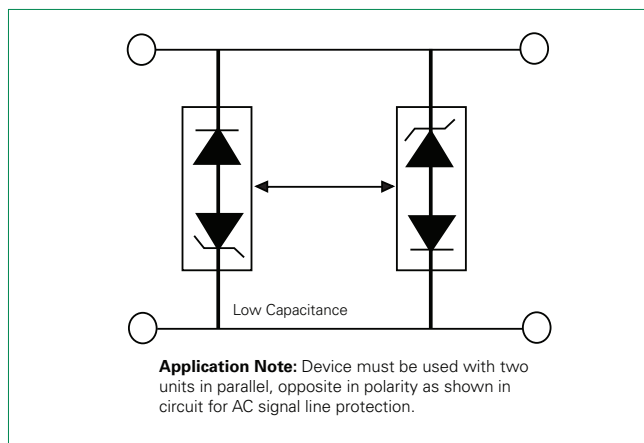 Low Capacitance
Application Note: Device must be used with two
units in parallel, opposite in polarity as shown in
circuit for AC signal line protection.